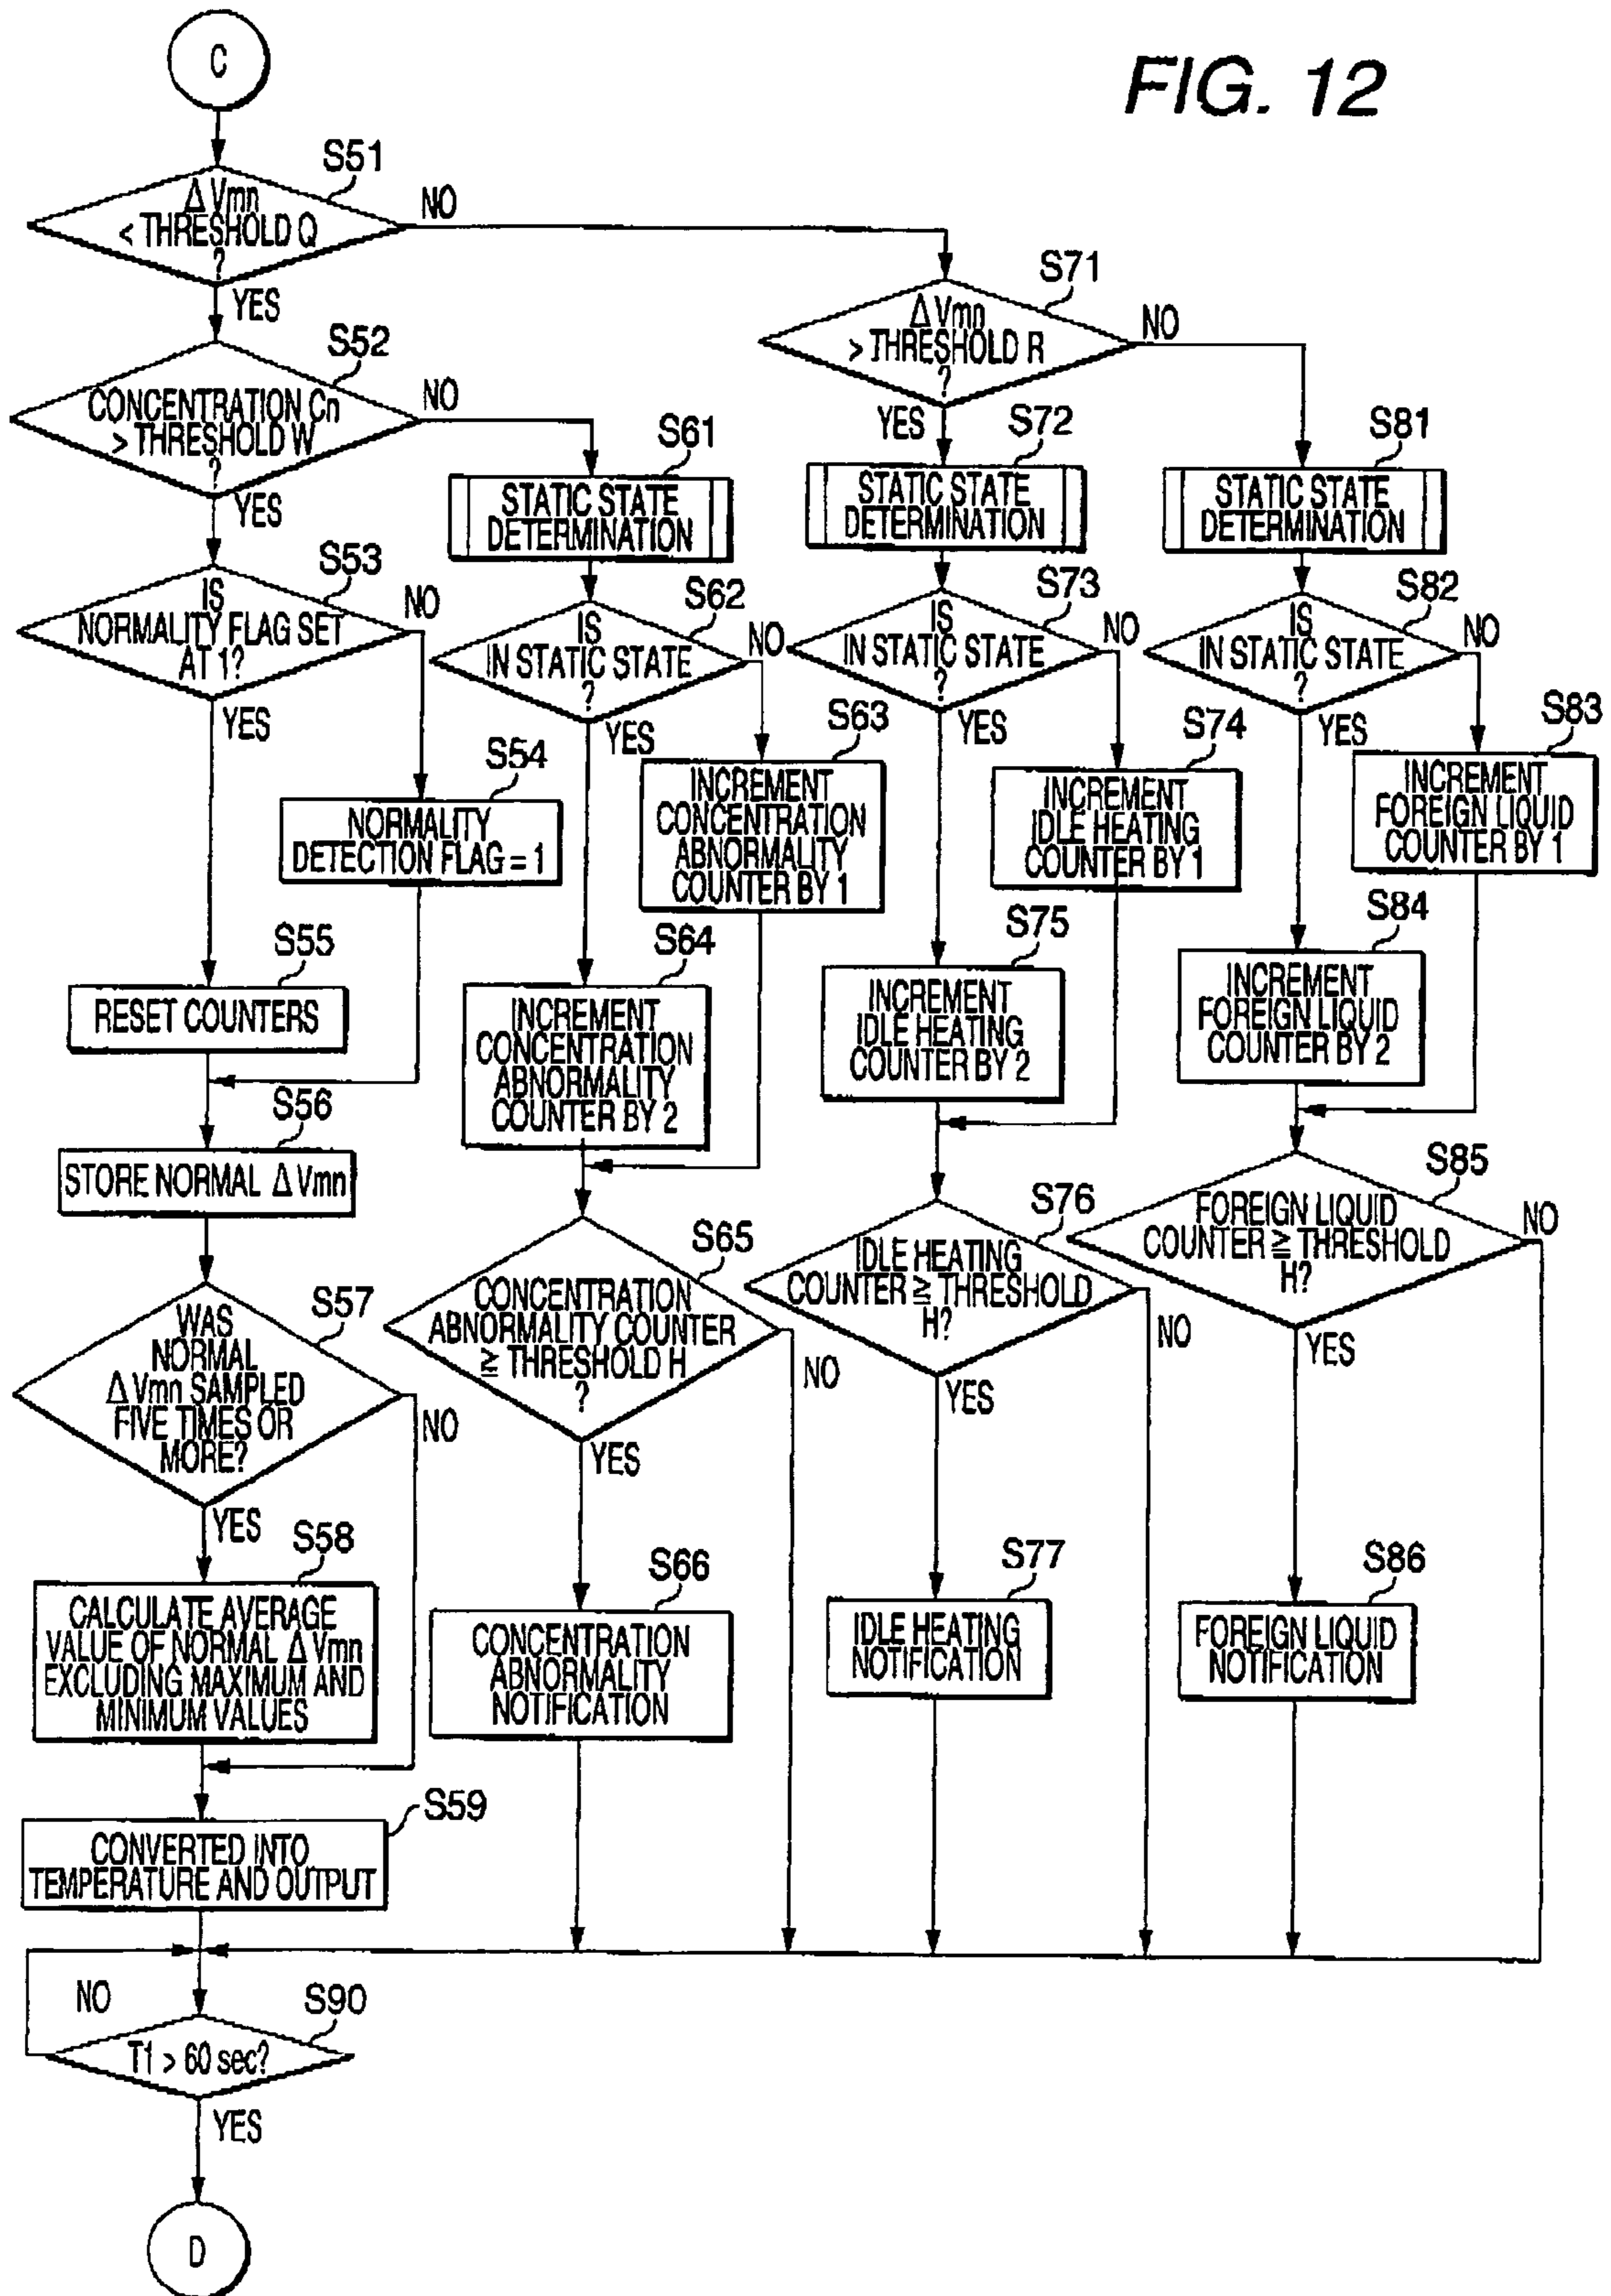 FIG. 12
C
S51
Δ Vmn
< THRESHOLD Q
?
NO
YES
S52
CONCENTRATION Cn
> THRESHOLD W
?
NO
YES
S53
IS
NORMALITY FLAG SET
AT 1?
NO
YES
S54
NORMALITY
DETECTION FLAG = 1
S55
RESET COUNTERS
S56
STORE NORMAL Δ Vmn
S57
WAS
NORMAL
Δ Vmn SAMPLED
FIVE TIMES OR
MORE?
NO
YES
S58
CALCULATE AVERAGE
VALUE OF NORMAL Δ Vmn
EXCLUDING MAXIMUM AND
MINIMUM VALUES
S59
CONVERTED INTO
TEMPERATURE AND OUTPUT
S61
STATIC STATE
DETERMINATION
S62
IS
IN STATIC STATE
?
NO
YES
S63
INCREMENT
CONCENTRATION
ABNORMALITY
COUNTER BY 1
S64
INCREMENT
CONCENTRATION
ABNORMALITY
COUNTER BY 2
S65
CONCENTRATION
ABNORMALITY COUNTER
≧ THRESHOLD H
?
NO
YES
S66
CONCENTRATION
ABNORMALITY
NOTIFICATION
S71
Δ Vmn
> THRESHOLD R
?
NO
YES
S72
STATIC STATE
DETERMINATION
S73
IS
IN STATIC STATE
?
NO
YES
S74
INCREMENT
IDLE HEATING
COUNTER BY 1
S75
INCREMENT
IDLE HEATING
COUNTER BY 2
S76
IDLE HEATING
COUNTER ≧ THRESHOLD
H?
NO
YES
S77
IDLE HEATING
NOTIFICATION
S81
STATIC STATE
DETERMINATION
S82
IS
IN STATIC STATE
?
NO
YES
S83
INCREMENT
FOREIGN LIQUID
COUNTER BY 1
S84
INCREMENT
FOREIGN LIQUID
COUNTER BY 2
S85
FOREIGN LIQUID
COUNTER ≧ THRESHOLD
H?
NO
YES
S86
FOREIGN LIQUID
NOTIFICATION
S90
T1 > 60 sec?
NO
YES
D